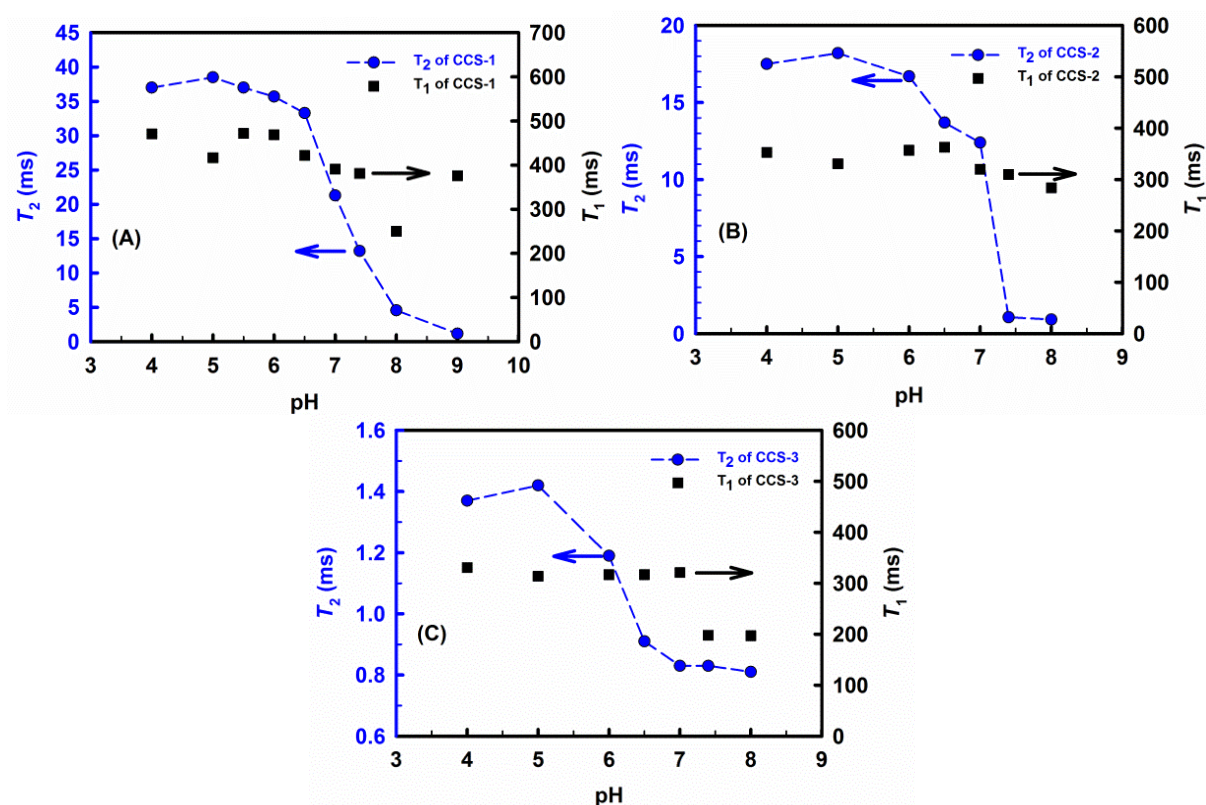 45
40
35
30
25
20
15
10
5
0
T2 (ms)
700
600
500
400
300
200
100
0
T1 (ms)
T2 of CCS-1
T1 of CCS-1
(A)
3 4 5 6 7 8 9 10
pH
20
16
12
8
4
0
T2 (ms)
600
500
400
300
200
100
0
T1 (ms)
T2 of CCS-2
T1 of CCS-2
(B)
3 4 5 6 7 8 9
pH
1.6
1.4
1.2
1.0
0.8
0.6
T2 (ms)
600
500
400
300
200
100
0
T1 (ms)
T2 of CCS-3
T1 of CCS-3
(C)
3 4 5 6 7 8 9
pH